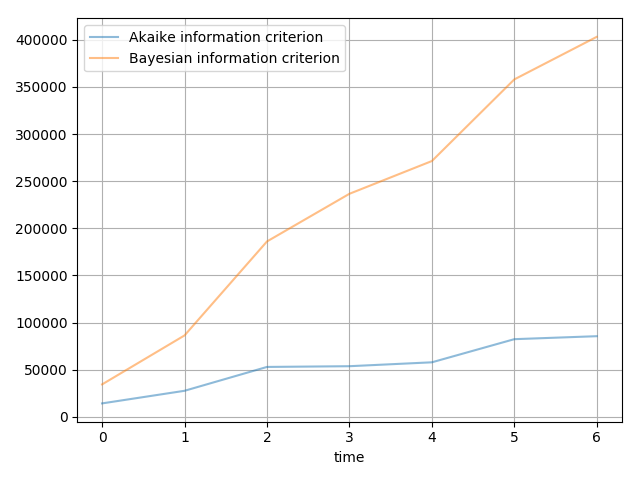 Akaike information criterion
Bayesian information criterion
400000
350000
300000
250000
200000
150000
100000
50000
0
0 1 2 3 4 5 6
time